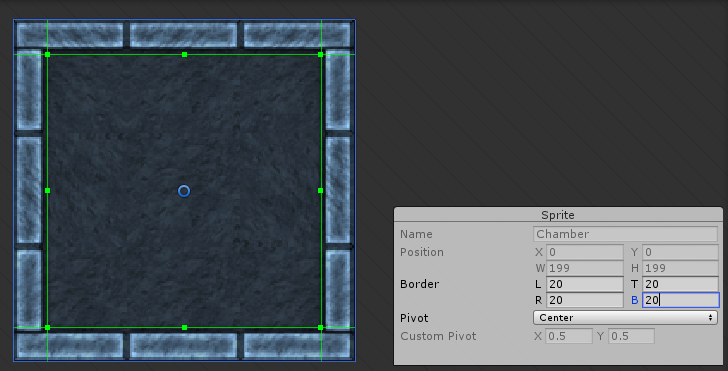 Sprite
Name Chamber
Position X 0 Y 0
W 199 H 199
Border L 20 T 20
R 20 B 20
Pivot Center
Custom Pivot X 0.5 Y 0.5